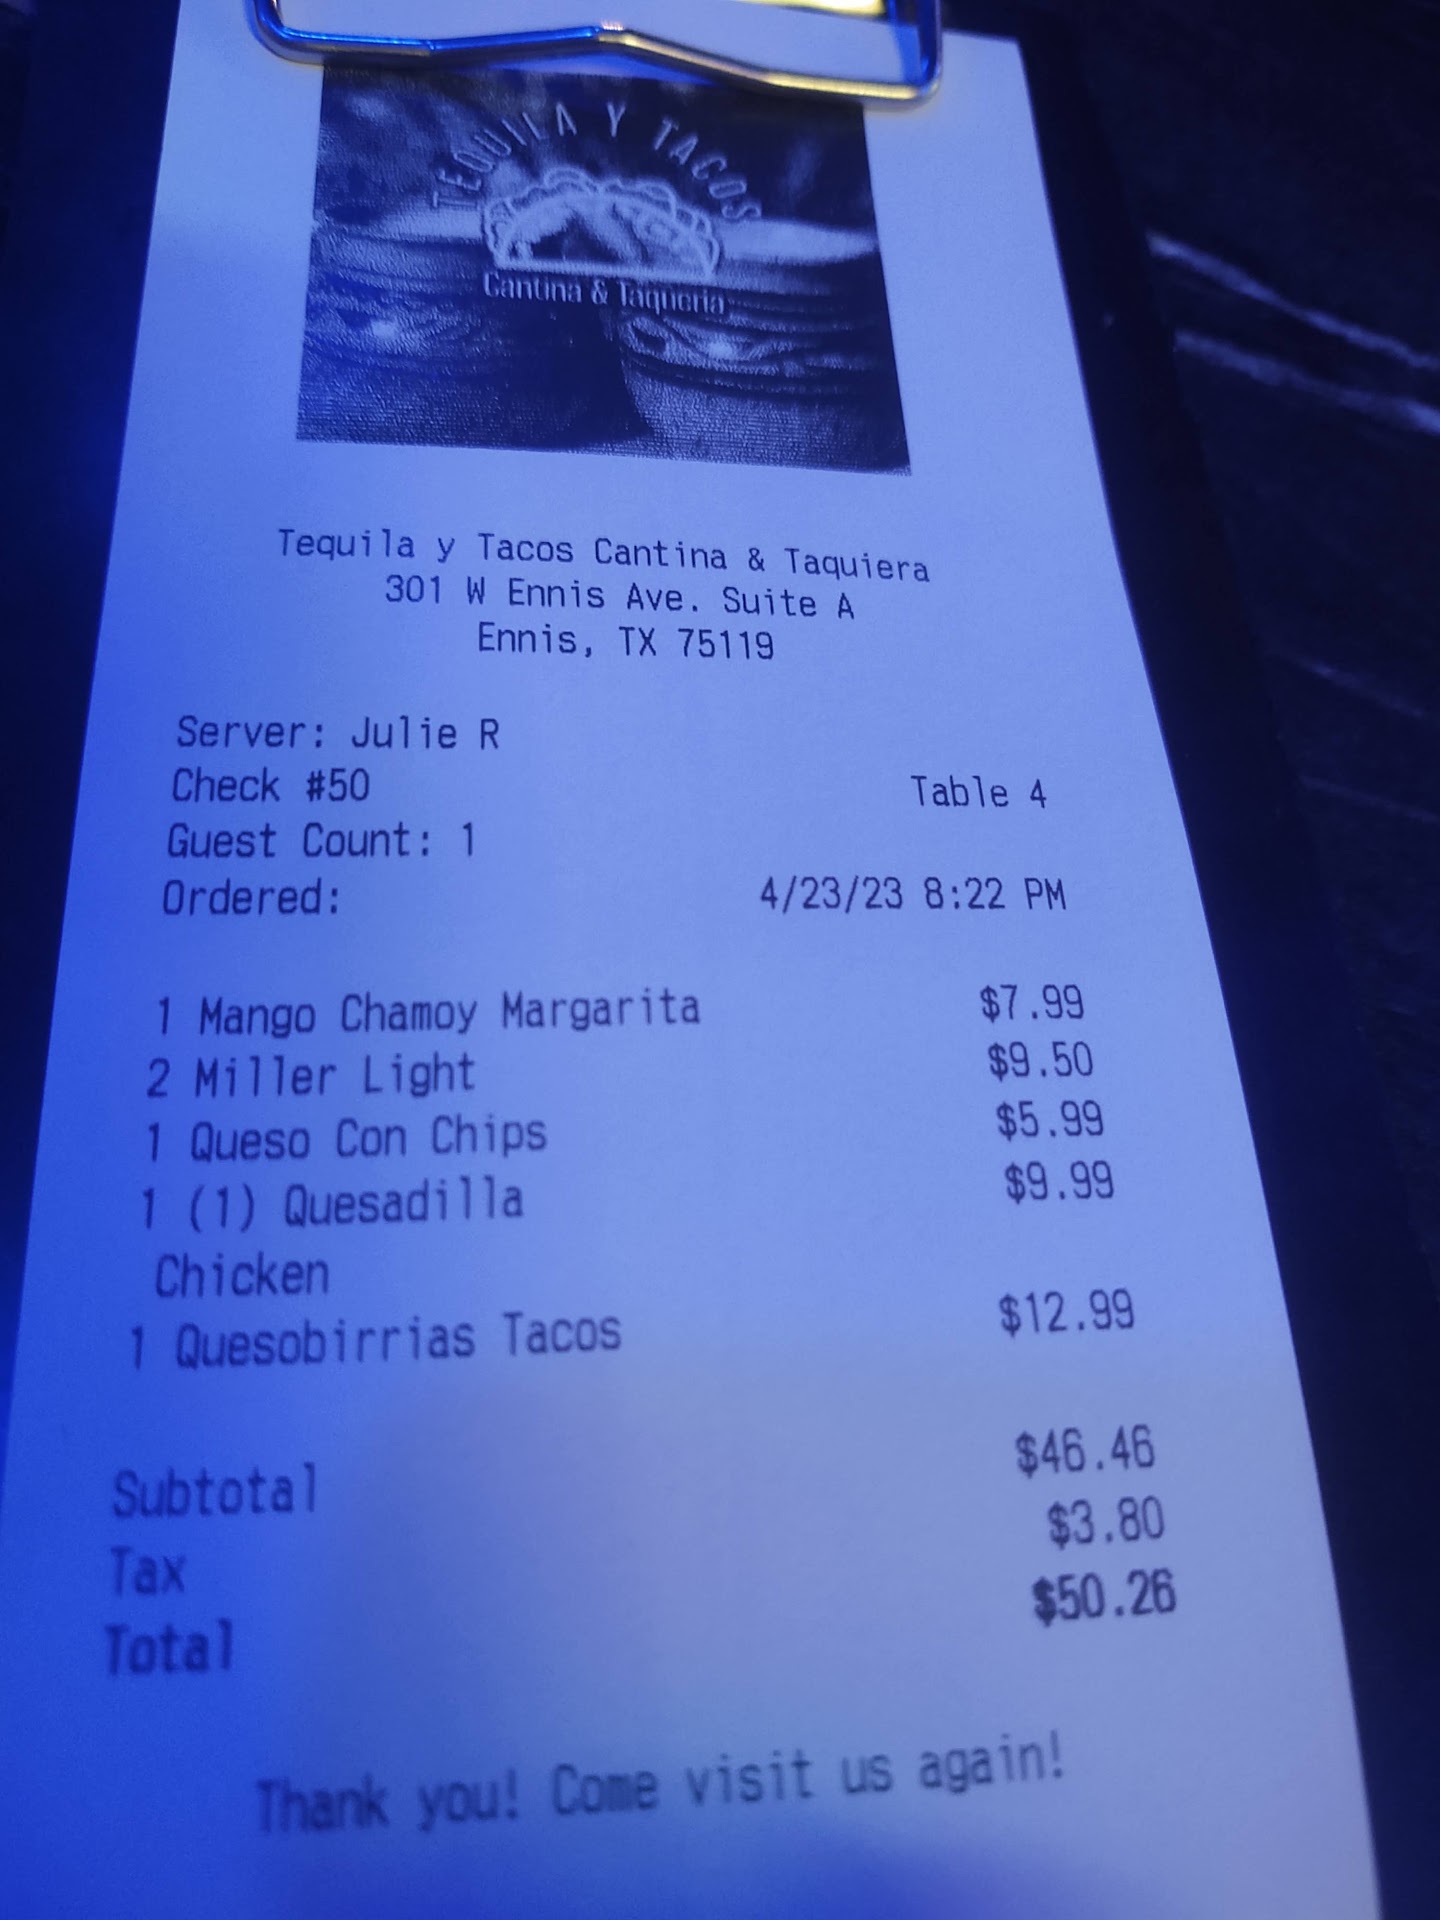 TEQUILA Y TACOS
Cantina & Taqueria
Tequila y Tacos Cantina & Taquiera
301 W Ennis Ave. Suite A
Ennis, TX 75119
Server: Julie R
Check #50 Table 4
Guest Count: 1
Ordered: 4/23/23 8:22 PM
1 Mango Chamoy Margarita $7.99
2 Miller Light $9.50
1 Queso Con Chips $5.99
1 (1) Quesadilla $9.99
Chicken
1 Quesobirrias Tacos $12.99
Subtotal $46.46
Tax $3.80
Total $50.26
Thank you! Come visit us again!